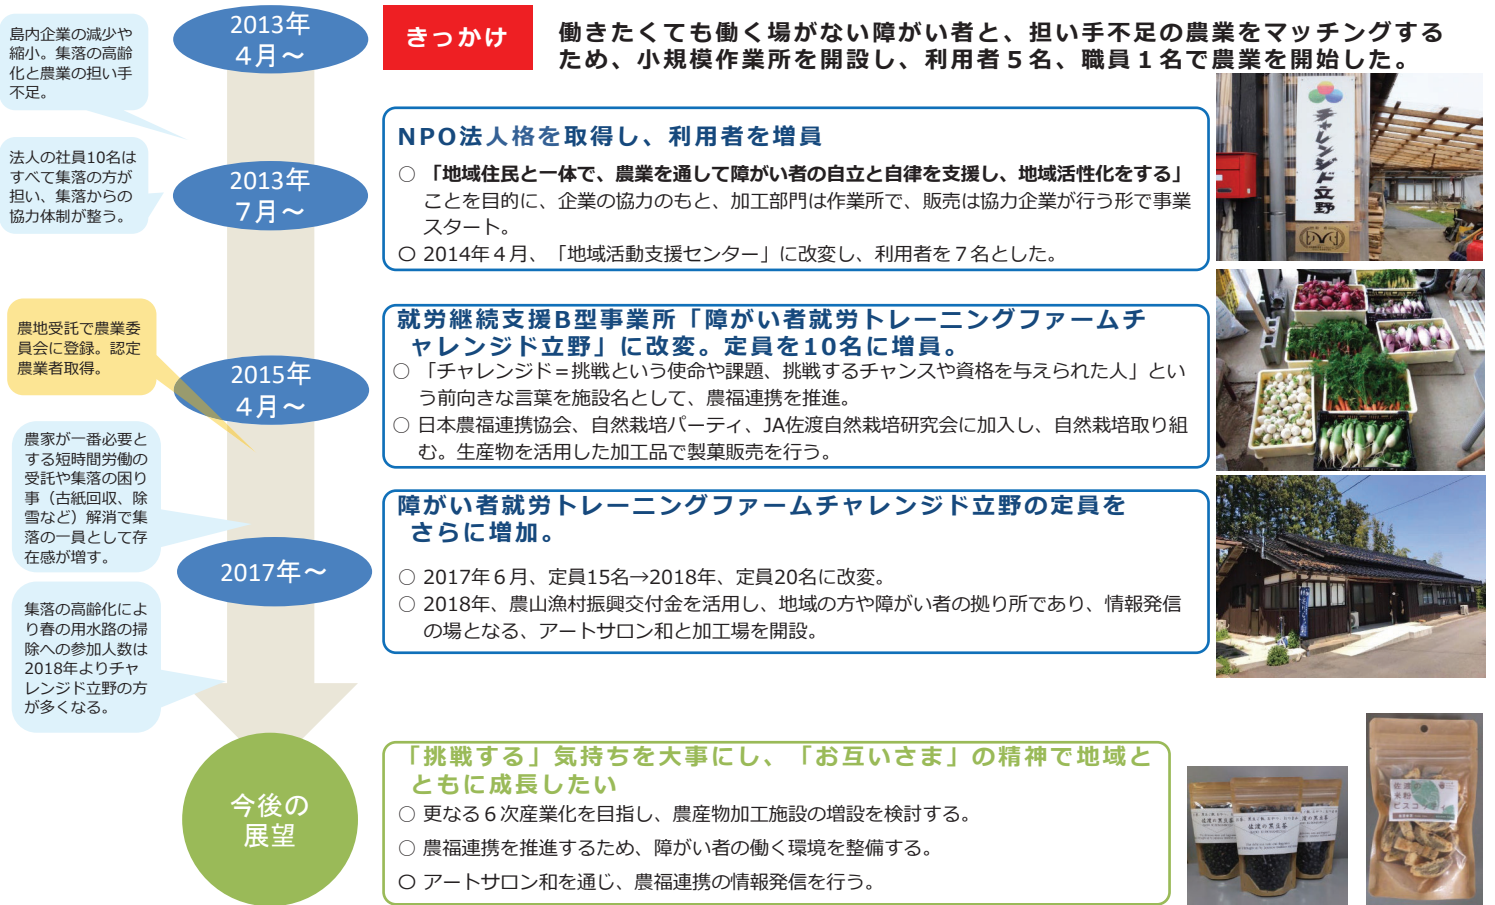 島内企業の減少や
縮小。集落の高齢
化と農業の担い手
不足。
2013年
４月～
きっかけ
働きたくても働く場がない障がい者と、担い手不足の農業をマッチングする
ため、小規模作業所を開設し、利用者５名、職員１名で農業を開始した。
法人の社員10名は
すべて集落の方が
担い、集落からの
協力体制が整う。
2013年
７月～
NPO法人格を取得し、利用者を増員
○ 「地域住民と一体で、農業を通して障がい者の自立と自律を支援し、地域活性化をする」
ことを目的に、企業の協力のもと、加工部門は作業所で、販売は協力企業が行う形で事業
スタート。
○ 2014年４月、「地域活動支援センター」に改変し、利用者を７名とした。
チャレンジド立野
農地受託で農業委
員会に登録。認定
農業者取得。
2015年
４月～
就労継続支援B型事業所「障がい者就労トレーニングファームチ
ャレンジド立野」に改変。定員を10名に増員。
○ 「チャレンジド＝挑戦という使命や課題、挑戦するチャンスや資格を与えられた人」とい
う前向きな言葉を施設名として、農福連携を推進。
○ 日本農福連携協会、自然栽培パーティ、JA佐渡自然栽培研究会に加入し、自然栽培取り組
む。生産物を活用した加工品で製菓販売を行う。
農家が一番必要と
する短時間労働の
受託や集落の困り
事（古紙回収、除
雪など）解消で集
落の一員として存
在感が増す。
2017年～
障がい者就労トレーニングファームチャレンジド立野の定員を
さらに増加。
○ 2017年６月、定員15名→2018年、定員20名に改変。
○ 2018年、農山漁村振興交付金を活用し、地域の方や障がい者の拠り所であり、情報発信
の場となる、アートサロン和と加工場を開設。
集落の高齢化によ
り春の用水路の掃
除への参加人数は
2018年よりチャ
レンジド立野の方
が多くなる。
今後の
展望
「挑戦する」気持ちを大事にし、「お互いさま」の精神で地域と
ともに成長したい
○ 更なる６次産業化を目指し、農産物加工施設の増設を検討する。
○ 農福連携を推進するため、障がい者の働く環境を整備する。
○ アートサロン和を通じ、農福連携の情報発信を行う。
佐渡の黒豆茶
佐渡の
米粉
ビスコッティ